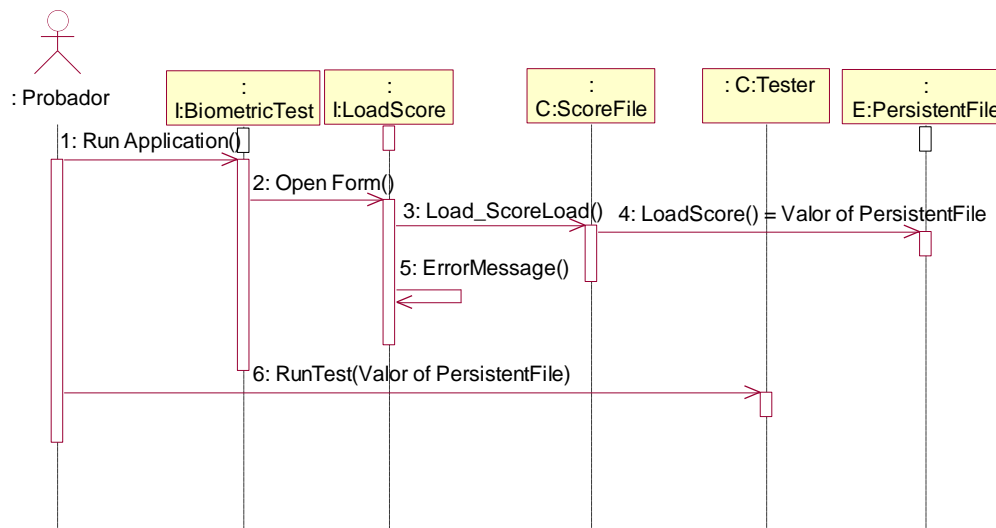 : Probador
:
I:BiometricTest
:
I:LoadScore
:
C:ScoreFile
: C:Tester
:
E:PersistentFile
1: Run Application()
2: Open Form()
3: Load_ScoreLoad()
4: LoadScore() = Valor of PersistentFile
5: ErrorMessage()
6: RunTest(Valor of PersistentFile)